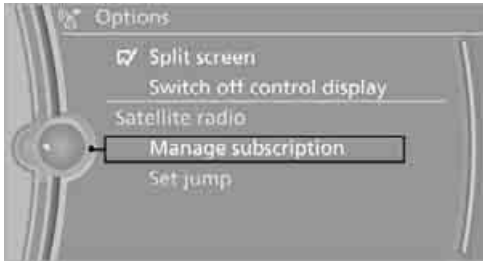 Options
Split screen
Switch off control display
Satellite radio
Manage subscription
Set jump